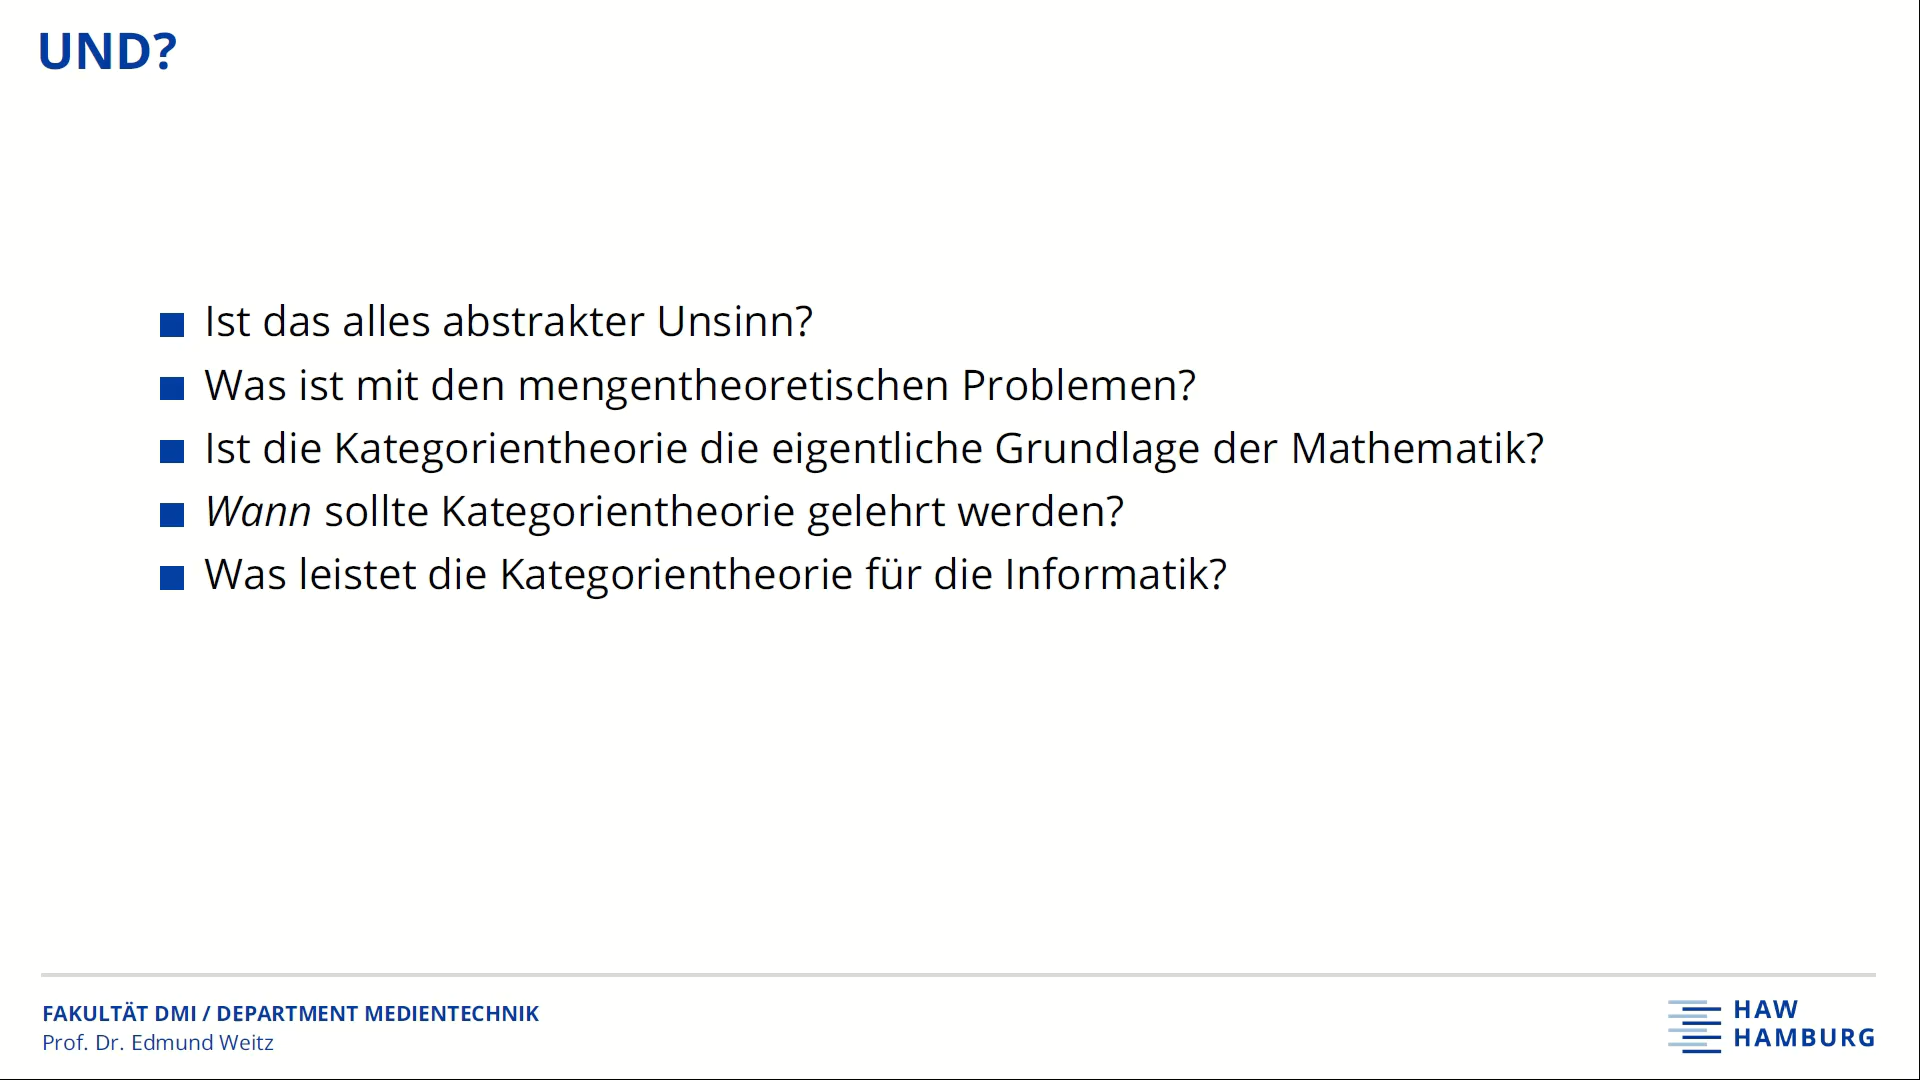 UND?
Ist das alles abstrakter Unsinn?
Was ist mit den mengentheoretischen Problemen?
Ist die Kategorientheorie die eigentliche Grundlage der Mathematik?
Wann sollte Kategorientheorie gelehrt werden?
Was leistet die Kategorientheorie für die Informatik?
FAKULTÄT DMI / DEPARTMENT MEDIENTECHNIK
Prof. Dr. Edmund Weitz
HAW
HAMBURG